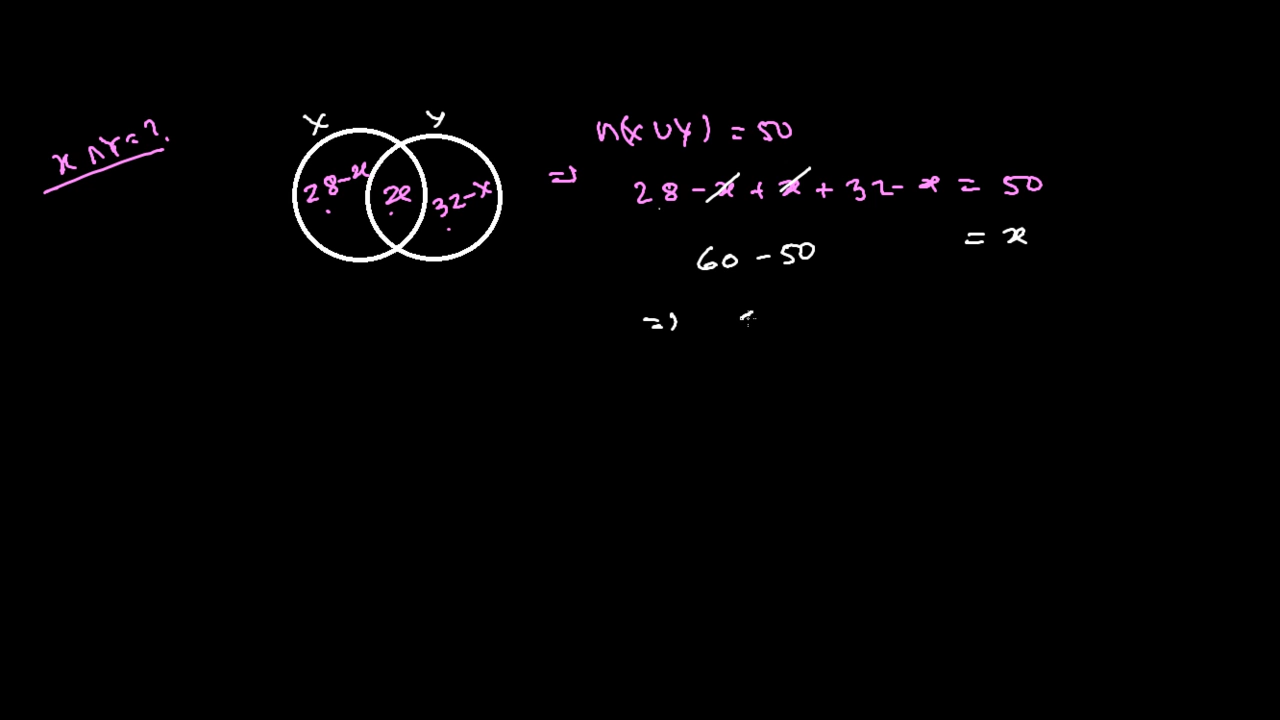 x ∩ Y = ?
X
Y
28-x
x
32-x
=> n(X ∪ Y) = 50
28 - x + x + 32 - x = 50
60 - 50 = x
=>